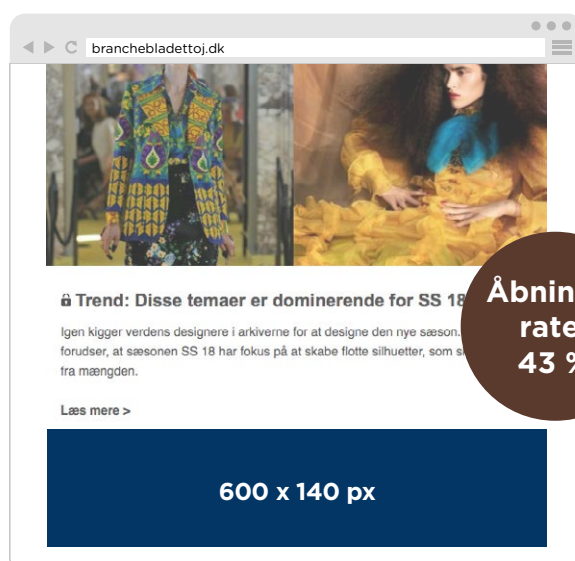 branchebladettoj.dk
Trend: Disse temaer er dominerende for SS 18
Igen kigger verdens designere i arkiverne for at designe den nye sæson.
forudser, at sæsonen SS 18 har fokus på at skabe flotte silhuetter, som
fra mængden.
Læs mere >
Åbnin
rate
43 %
600 x 140 px